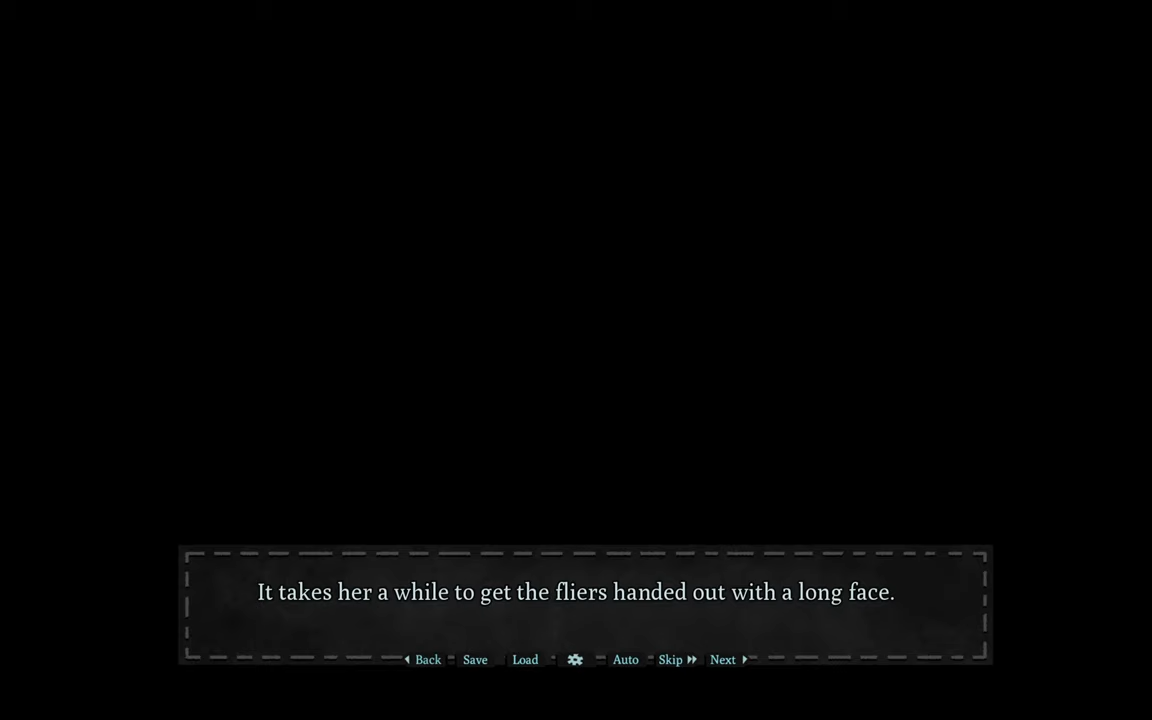 It takes her a while to get the fliers handed out with a long face.
Back Save Load Auto Skip Next